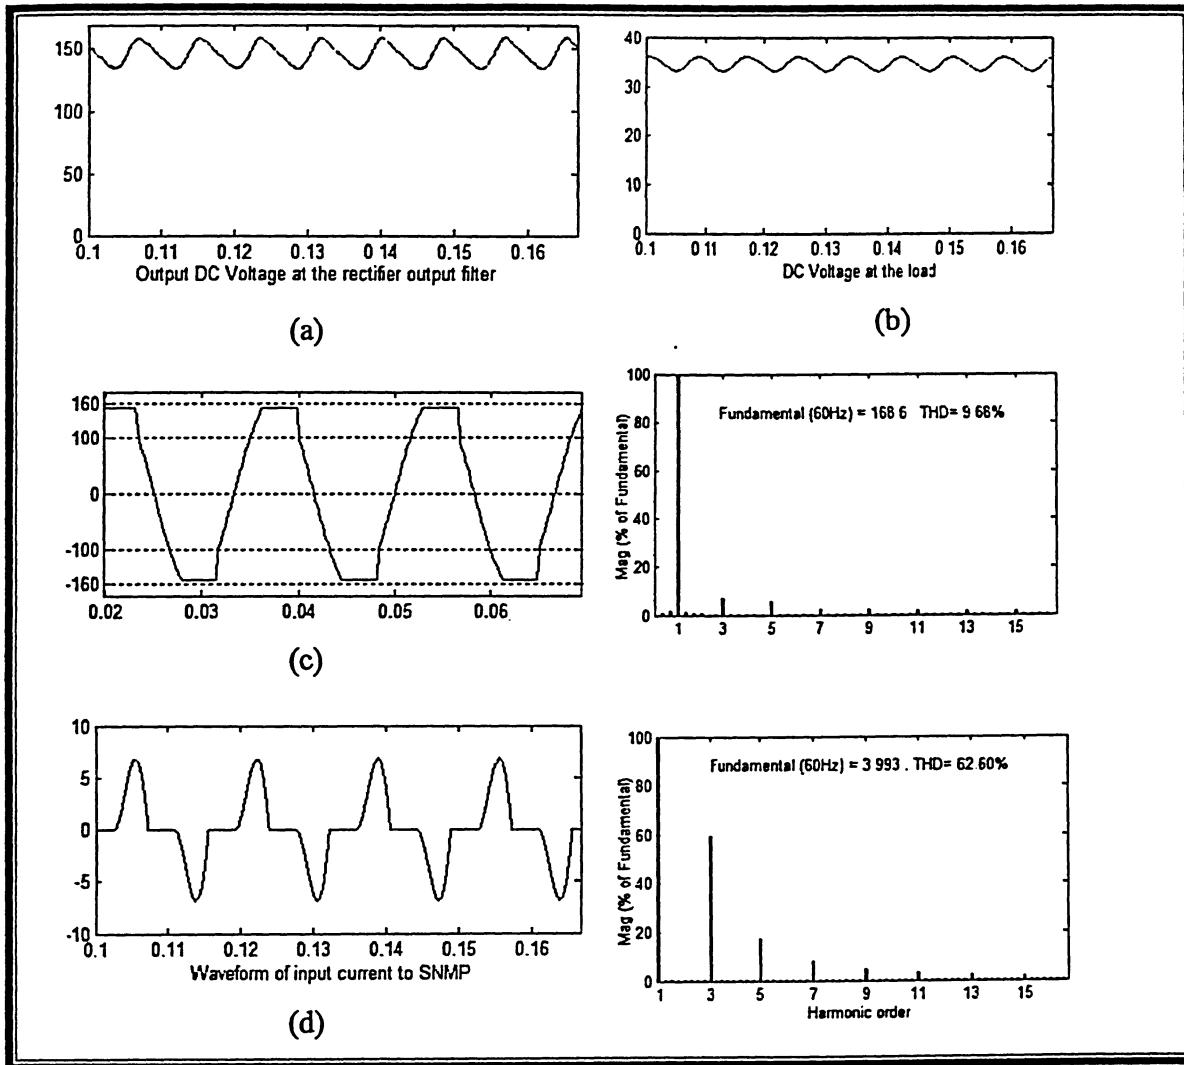 150
100
50
0
0.1 0.11 0.12 0.13 0 14 0.15 0.16
Output DC Voltage at the rectifier output filter
(a)
40
30
20
10
0
0.1 0 11 0.12 0.13 0.14 0.15 0.16
DC Voltage at the load
(b)
160
100
0
-100
-160
0.02 0.03 0.04 0.05 0.06
(c)
Mag (% of Fundamental)
100
80
60
40
20
0
Fundamental (60Hz) = 168 6 THD= 9 68%
1 3 5 7 9 11 13 15
10
5
0
-5
-10
0.1 0.11 0.12 0.13 0.14 0.15 0.16
Waveform of input current to SNMP
(d)
Mag (% of Fundamental)
100
80
60
40
20
0
Fundamental (60Hz) = 3 993 . THD= 62.60%
1 3 5 7 9 11 13 15
Harmonic order